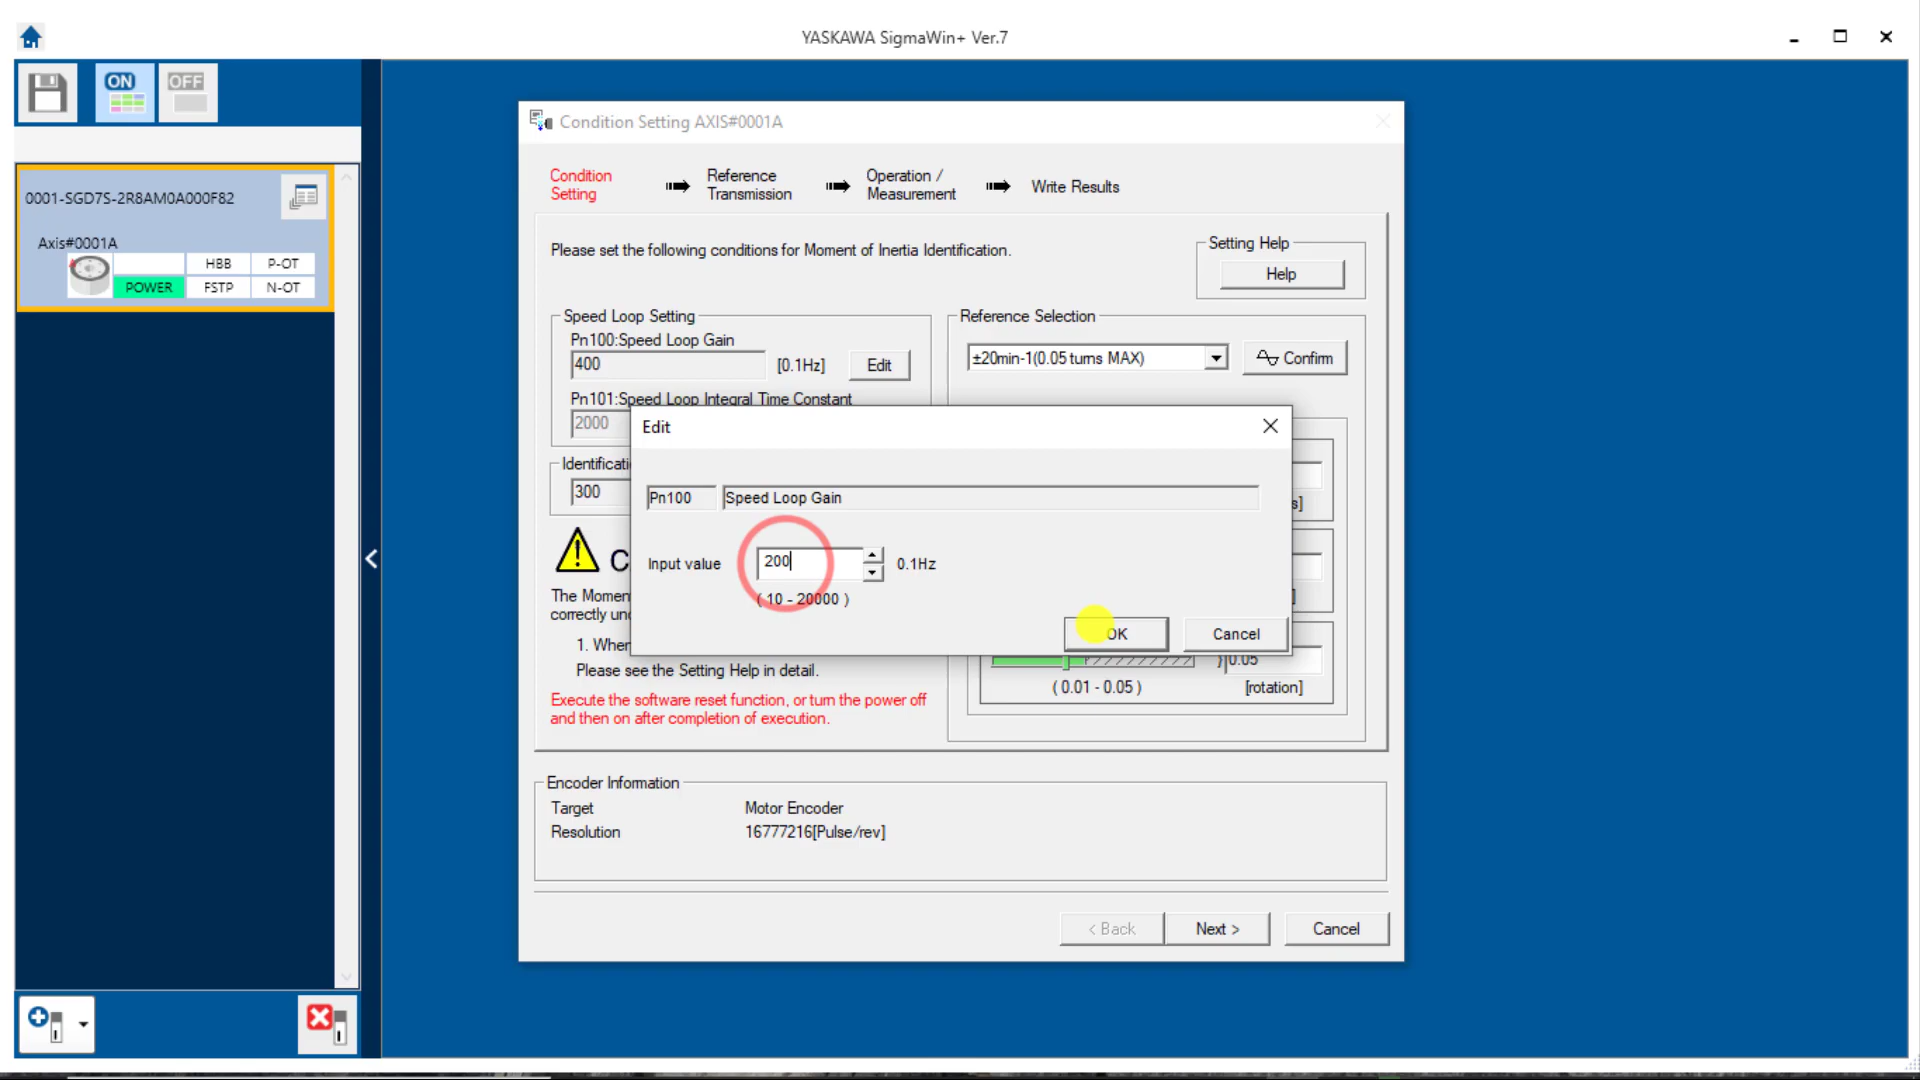 YASKAWA SigmaWin+ Ver.7
ON
OFF
0001-SGD7S-2R8AM0A000F82
Axis#0001A
HBB
P-OT
POWER
FSTP
N-OT
Condition Setting AXIS#0001A
Condition
Setting
Reference
Transmission
Operation /
Measurement
Write Results
Please set the following conditions for Moment of Inertia Identification.
Setting Help
Help
Speed Loop Setting
Pn100:Speed Loop Gain
400
[0.1Hz]
Edit
Pn101:Speed Loop Integral Time Constant
2000
Reference Selection
±20min-1(0.05 turns MAX)
Confirm
Identificati
300
Edit
Pn100
Speed Loop Gain
Input value
200
0.1Hz
( 10 - 20000 )
OK
Cancel
s]
]
C
The Momen
correctly un
1. When
Please see the Setting Help in detail.
Execute the software reset function, or turn the power off
and then on after completion of execution.
) 0.05
( 0.01 - 0.05 )
[rotation]
Encoder Information
Target
Motor Encoder
Resolution
16777216[Pulse/rev]
< Back
Next >
Cancel